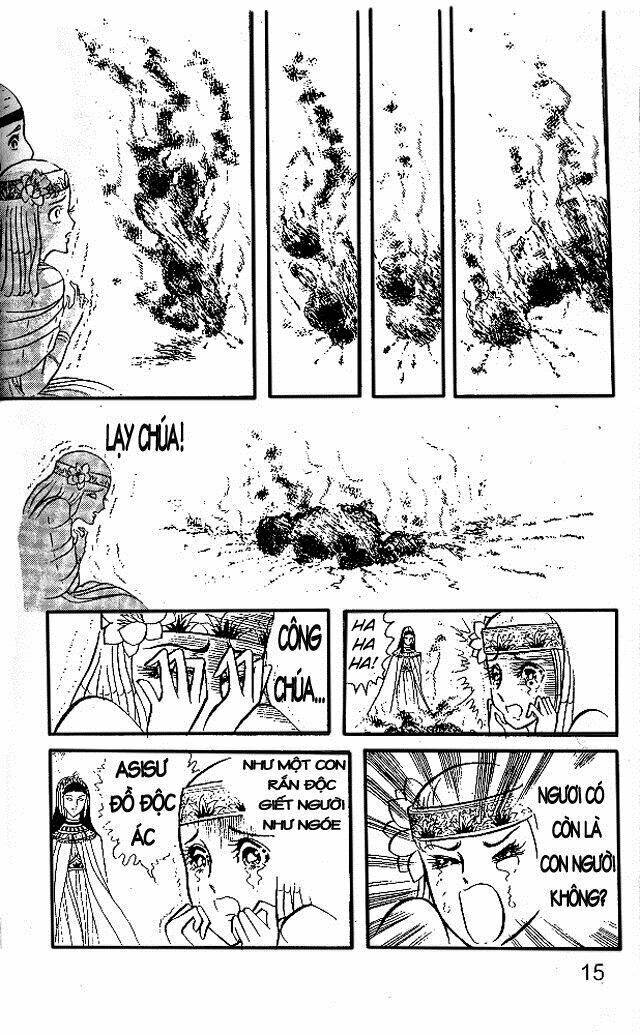 LẠY CHÚA!
CÔNG
CHÚA...
HA
HA
HA!
ASISƯ
ĐỒ ĐỘC
ÁC
NHƯ MỘT CON
RẮN ĐỘC
GIẾT NGƯỜI
NHƯ NGÓE
NGƯƠI CÓ
CÒN LÀ
CON NGƯỜI
KHÔNG?
15